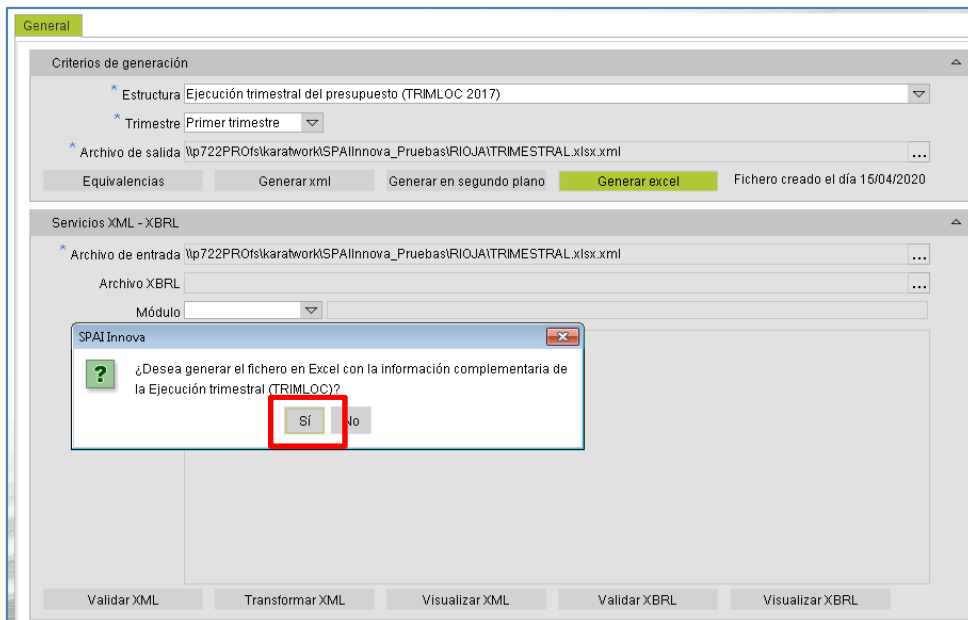 General
Criterios de generación
* Estructura Ejecución trimestral del presupuesto (TRIMLOC 2017)
* Trimestre Primer trimestre
* Archivo de salida \\p722PROfs\karatwork\SPAIInnova_Pruebas\RIOJA\TRIMESTRAL.xlsx.xml ...
Equivalencias Generar xml Generar en segundo plano Generar excel Fichero creado el día 15/04/2020
Servicios XML - XBRL
* Archivo de entrada \\p722PROfs\karatwork\SPAIInnova_Pruebas\RIOJA\TRIMESTRAL.xlsx.xml ...
Archivo XBRL ...
Módulo
SPAI Innova
¿Desea generar el fichero en Excel con la información complementaria de
la Ejecución trimestral (TRIMLOC)?
Sí No
Validar XML Transformar XML Visualizar XML Validar XBRL Visualizar XBRL